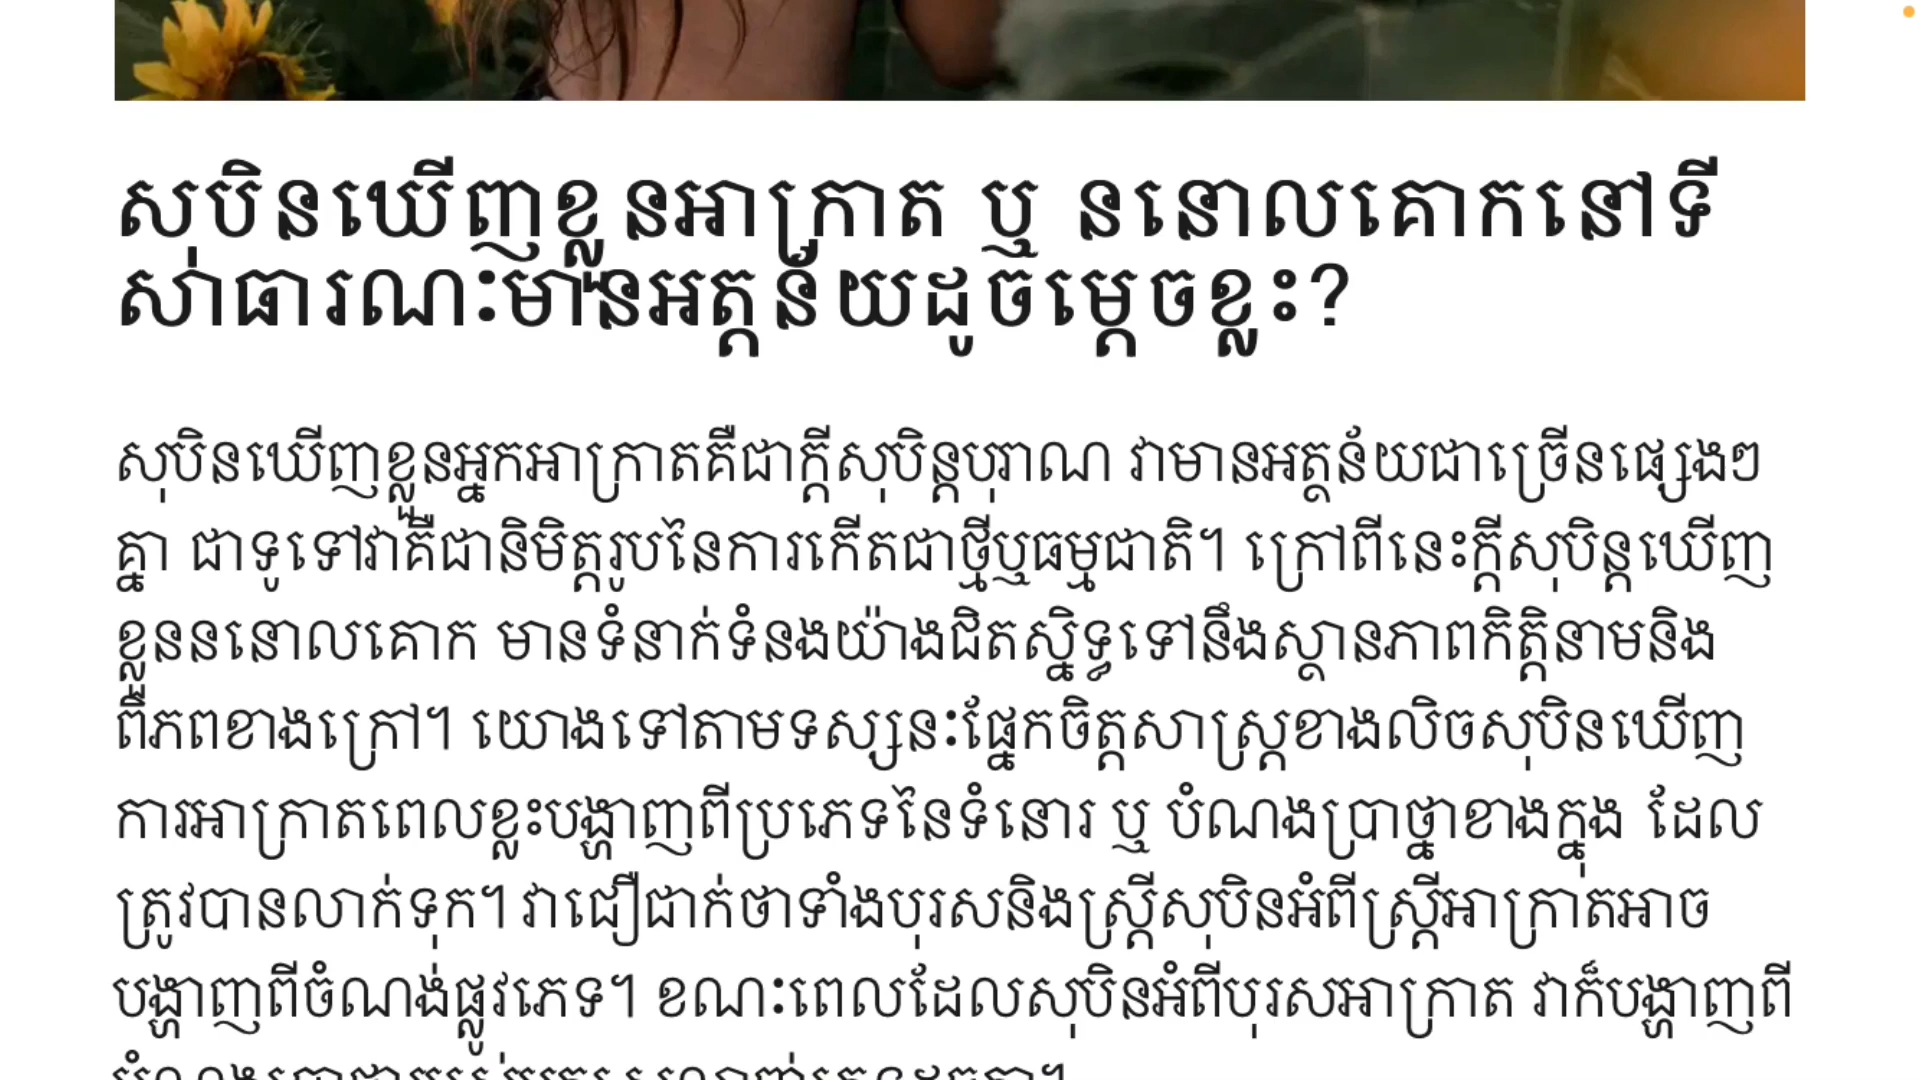 សុបិនឃើញខ្លួនអាក្រាត ឬ ននោលគោកនៅទី
សាធារណៈមានអត្តន័យដូចម្ដេចខ្លះ?
សុបិនឃើញខ្លួនអ្នកអាក្រាតគឺជាក្ដីសុបិន្តបុរាណ វាមានអត្ថន័យជាច្រើនផ្សេងៗ
គ្នា ជាទូទៅវាគឺជានិមិត្តរូបនៃការកើតជាថ្មីឬធម្មជាតិ។ ក្រៅពីនេះក្ដីសុបិន្តឃើញ
ខ្លួនននោលគោក មានទំនាក់ទំនងយ៉ាងជិតស្និទ្ធទៅនឹងស្ថានភាពកិត្តិនាមនិង
ពិភពខាងក្រៅ។ យោងទៅតាមទស្សនៈផ្នែកចិត្តសាស្ត្រខាងលិចសុបិនឃើញ
ការអាក្រាតពេលខ្លះបង្ហាញពីប្រភេទនៃទំនោរ ឬ បំណងប្រាថ្នាខាងក្នុង ដែល
ត្រូវបានលាក់ទុក។ វាជឿជាក់ថាទាំងបុរសនិងស្ត្រីសុបិនអំពីស្ត្រីអាក្រាតអាច
បង្ហាញពីចំណង់ផ្លូវភេទ។ ខណៈពេលដែលសុបិនអំពីបុរសអាក្រាត វាក៏បង្ហាញពី